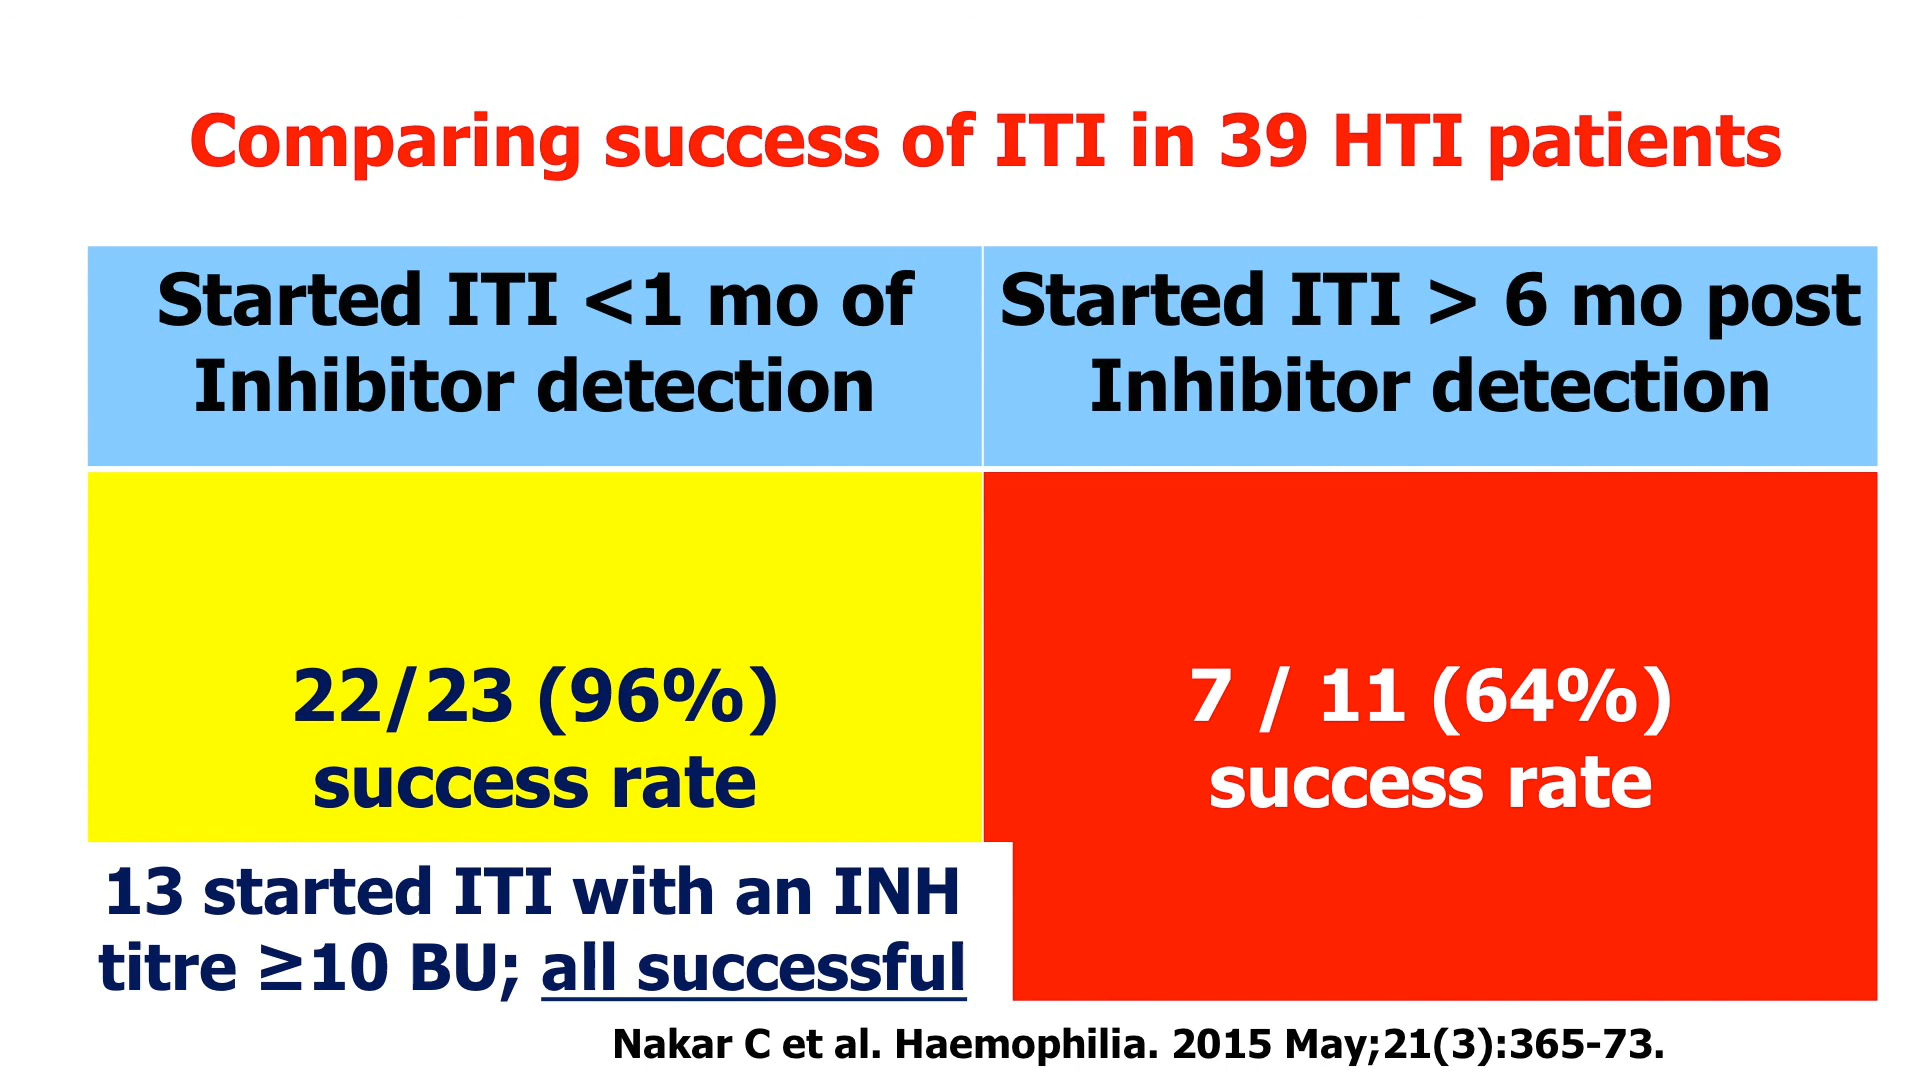 Comparing success of ITI in 39 HTI patients
Started ITI <1 mo of
Inhibitor detection
Started ITI > 6 mo post
Inhibitor detection
22/23 (96%)
success rate
7 / 11 (64%)
success rate
13 started ITI with an INH
titre ≥10 BU; all successful
Nakar C et al. Haemophilia. 2015 May;21(3):365-73.